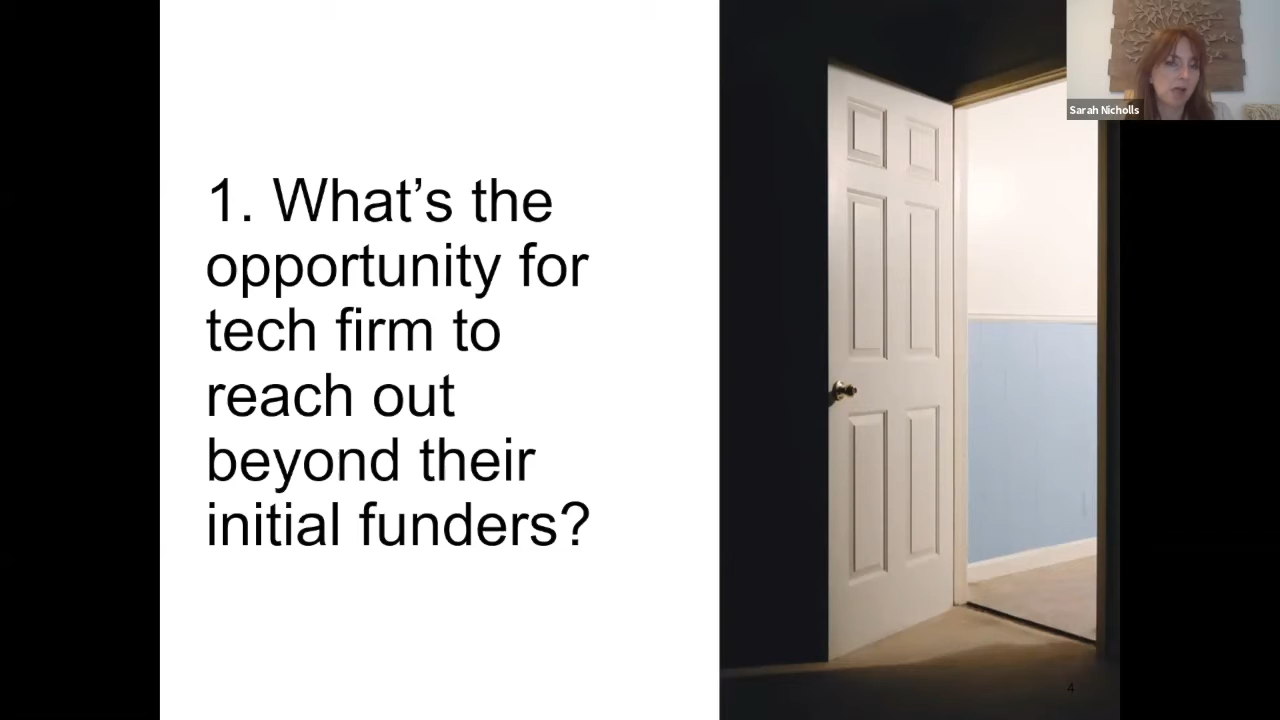 1. What’s the
opportunity for
tech firm to
reach out
beyond their
initial funders?
Sarah Nicholls
4